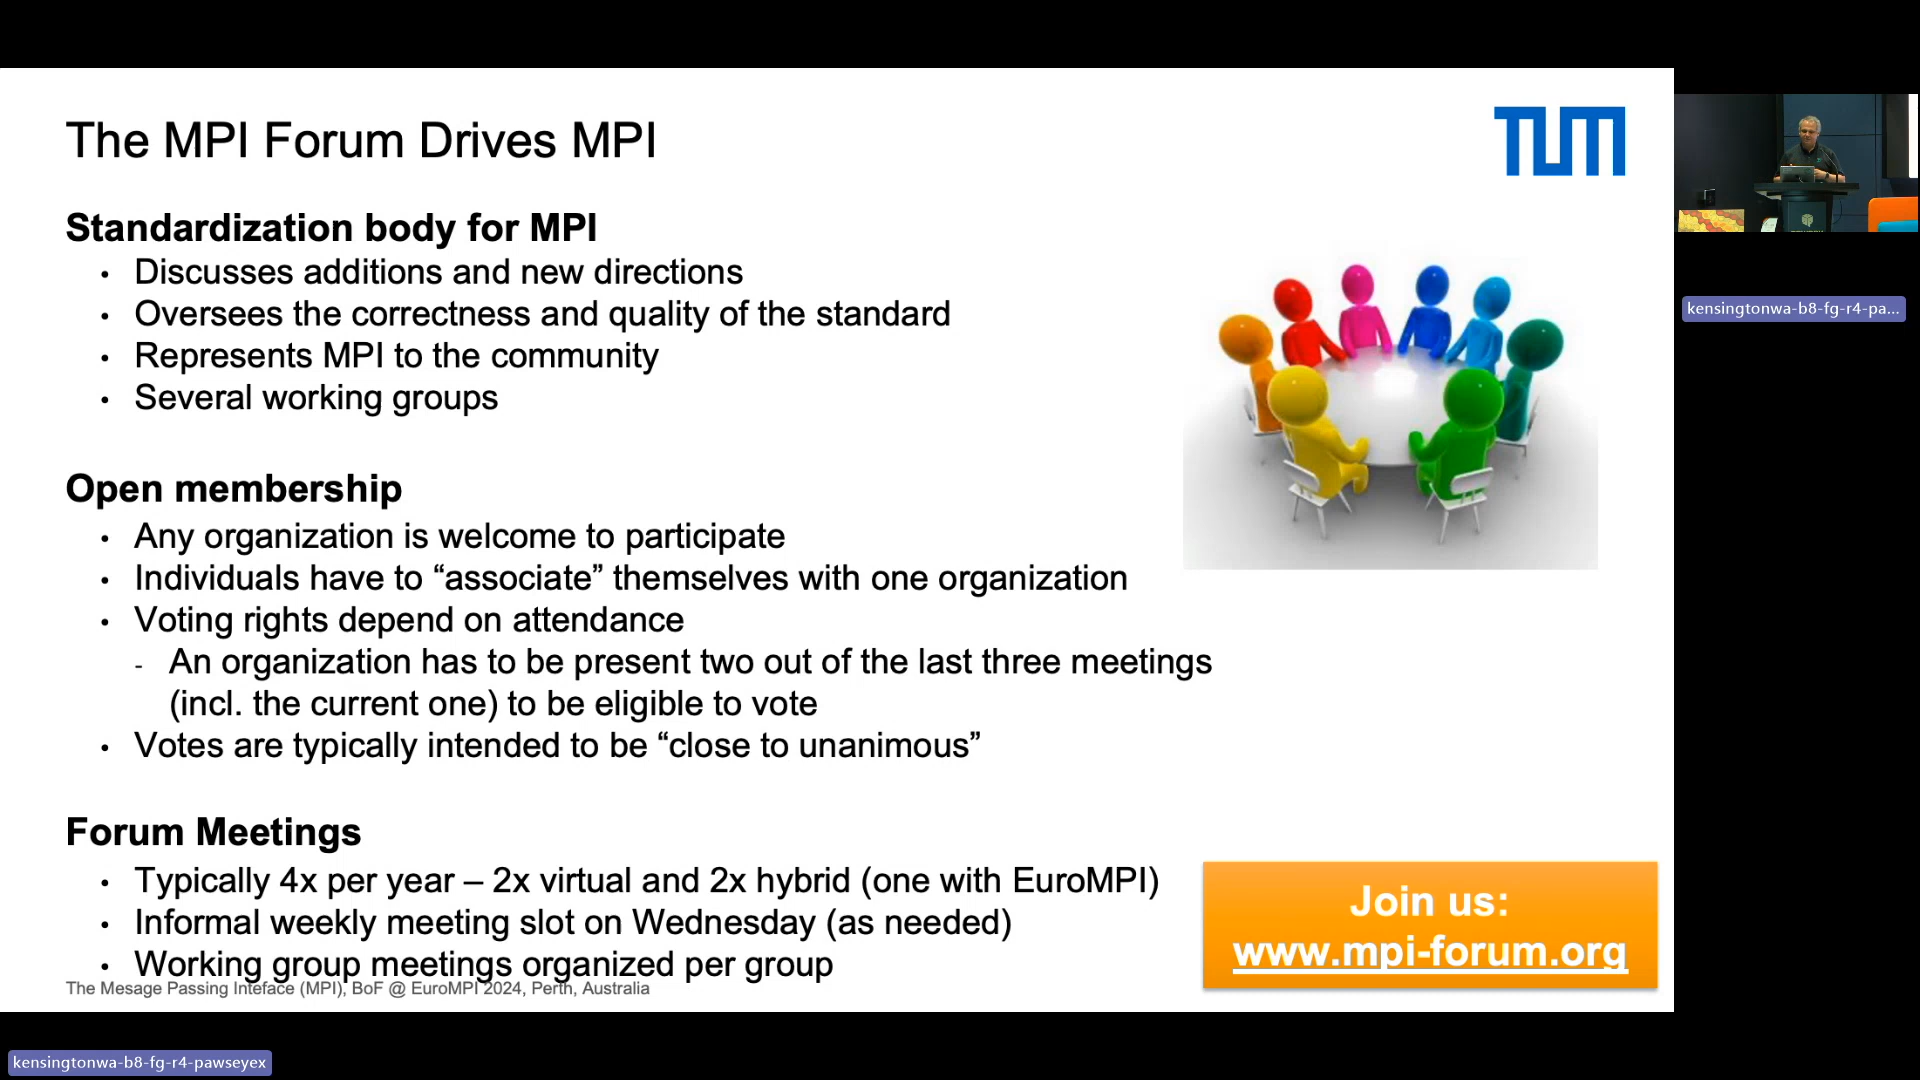 The MPI Forum Drives MPI
TUM
Standardization body for MPI
• Discusses additions and new directions
• Oversees the correctness and quality of the standard
• Represents MPI to the community
• Several working groups
Open membership
• Any organization is welcome to participate
• Individuals have to “associate” themselves with one organization
• Voting rights depend on attendance
- An organization has to be present two out of the last three meetings
(incl. the current one) to be eligible to vote
• Votes are typically intended to be “close to unanimous”
Forum Meetings
• Typically 4x per year – 2x virtual and 2x hybrid (one with EuroMPI)
• Informal weekly meeting slot on Wednesday (as needed)
• Working group meetings organized per group
The Mesage Passing Inteface (MPI), BoF @ EuroMPI 2024, Perth, Australia
Join us:
www.mpi-forum.org
kensingtonwa-b8-fg-r4-pa...
kensingtonwa-b8-fg-r4-pawseyex